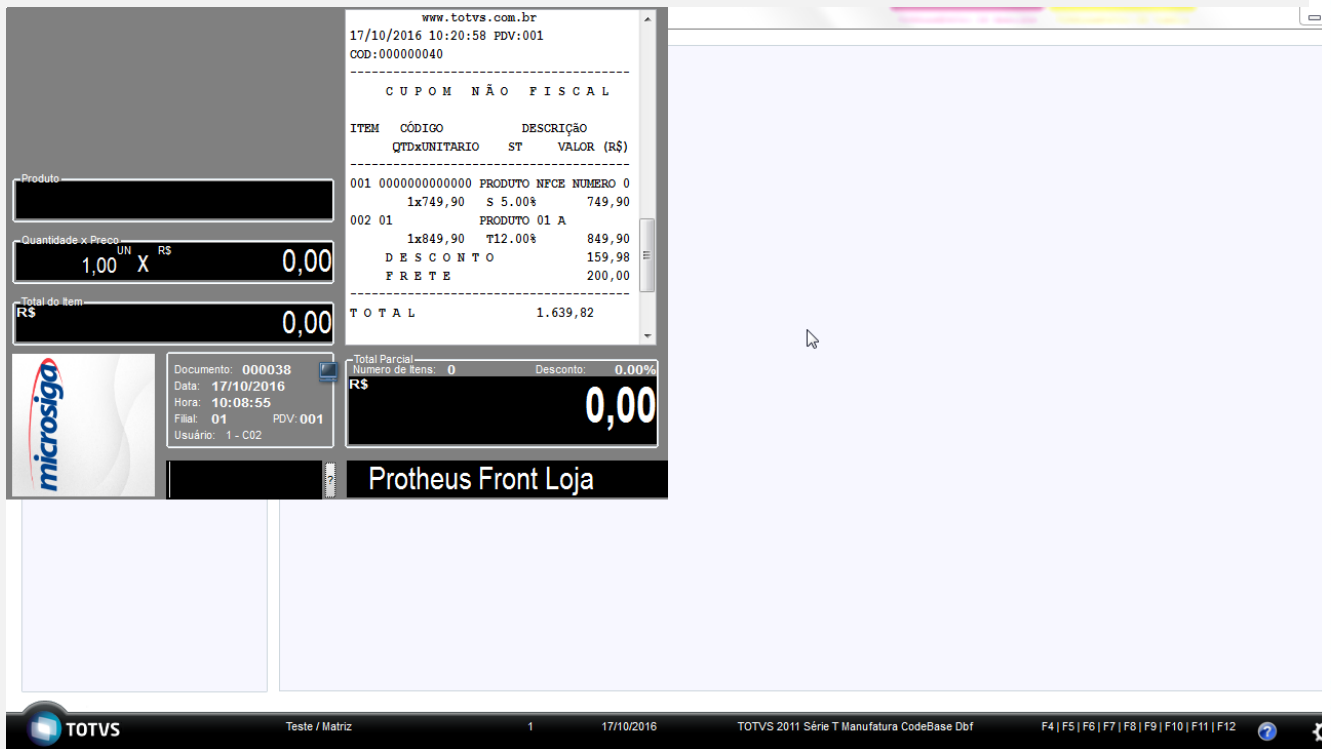 www.totvs.com.br
17/10/2016 10:20:58 PDV:001
COD:000000040
----------------------------------------
C U P O M N Ã O F I S C A L
ITEM CÓDIGO DESCRIÇãO
QTDxUNITARIO ST VALOR (R$)
----------------------------------------
001 0000000000000 PRODUTO NFCE NUMERO 0
1x749,90 S 5.00% 749,90
002 01 PRODUTO 01 A
1x849,90 T12.00% 849,90
D E S C O N T O 159,98
F R E T E 200,00
----------------------------------------
T O T A L 1.639,82
Produto
Quantidade x Preco
1,00 UN X R$ 0,00
Total do Item
R$ 0,00
microsiga
Documento: 000038
Data: 17/10/2016
Hora: 10:08:55
Filial: 01 PDV: 001
Usuário: 1 - C02
?
Total Parcial
Numero de Itens: 0 Desconto: 0.00%
R$ 0,00
Protheus Front Loja
TOTVS Teste / Matriz 1 17/10/2016 TOTVS 2011 Série T Manufatura CodeBase Dbf F4 | F5 | F6 | F7 | F8 | F9 | F10 | F11 | F12 ?